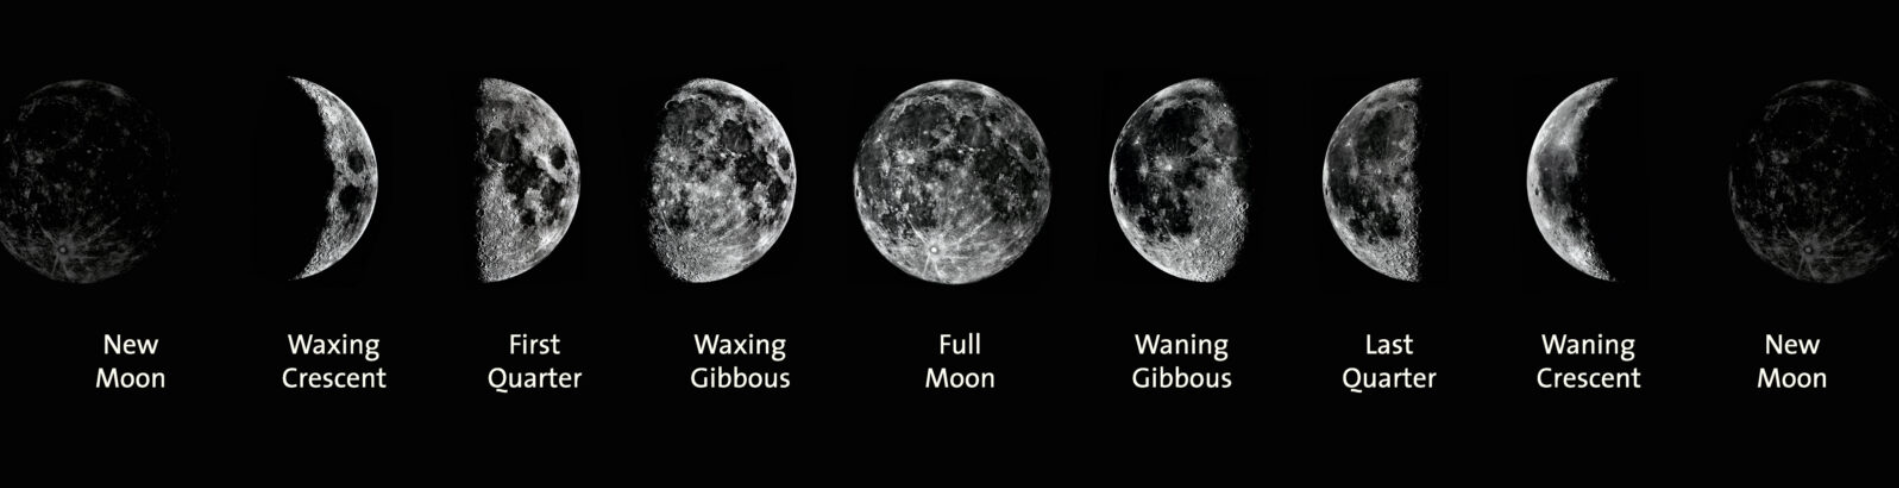 New
Moon
Waxing
Crescent
First
Quarter
Waxing
Gibbous
Full
Moon
Waning
Gibbous
Last
Quarter
Waning
Crescent
New
Moon